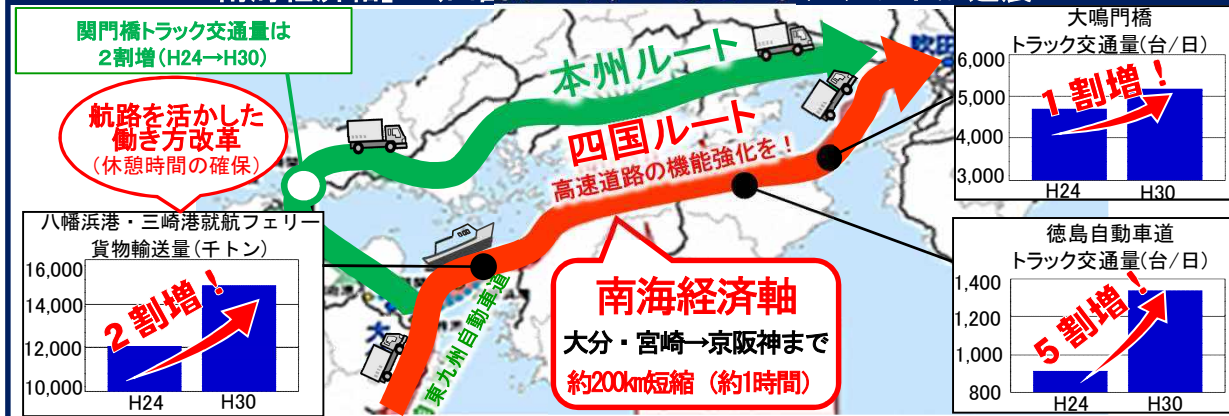 関門橋トラック交通量は
2割増(H24→H30)
航路を活かした
働き方改革
(休憩時間の確保)
本州ルート
四国ルート
高速道路の機能強化を!
大鳴門橋
トラック交通量(台/日)
6,000
5,000
4,000
3,000
1割増!
H24 H30
八幡浜港・三崎港就航フェリー
貨物輸送量(千トン)
16,000
14,000
12,000
10,000
2割増!
H24 H30
東九州自動車道
南海経済軸
大分・宮崎→京阪神まで
約200km短縮(約1時間)
徳島自動車道
トラック交通量(台/日)
1,400
1,200
1,000
800
5割増!
H24 H30